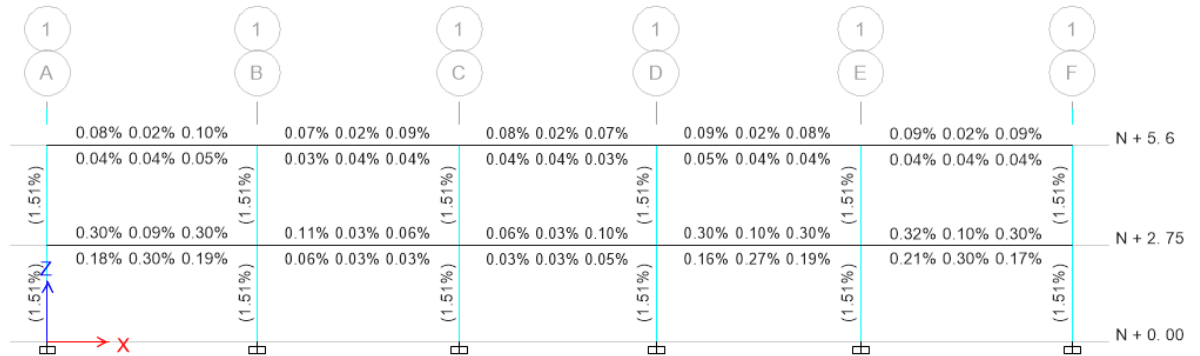 1 1 1 1 1 1
A B C D E F
0.08% 0.02% 0.10% 0.07% 0.02% 0.09% 0.08% 0.02% 0.07% 0.09% 0.02% 0.08% 0.09% 0.02% 0.09% N + 5.6
0.04% 0.04% 0.05% 0.03% 0.04% 0.04% 0.04% 0.04% 0.03% 0.05% 0.04% 0.04% 0.04% 0.04% 0.04%
(1.51%) (1.51%) (1.51%) (1.51%) (1.51%) (1.51%)
0.30% 0.09% 0.30% 0.11% 0.03% 0.06% 0.06% 0.03% 0.10% 0.30% 0.10% 0.30% 0.32% 0.10% 0.30% N + 2.75
0.18% 0.30% 0.19% 0.06% 0.03% 0.03% 0.03% 0.03% 0.05% 0.16% 0.27% 0.19% 0.21% 0.30% 0.17%
Z
(1.51%) (1.51%) (1.51%) (1.51%) (1.51%) (1.51%)
X N + 0.00